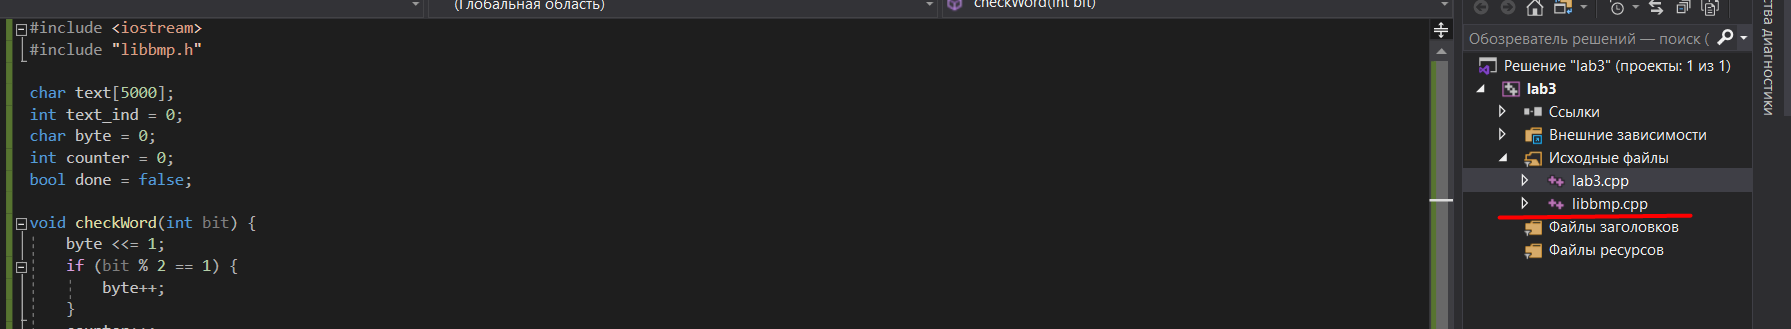 (Глобальная область)
checkWord(int bit)
#include <iostream>
#include "libbmp.h"
char text[5000];
int text_ind = 0;
char byte = 0;
int counter = 0;
bool done = false;
void checkWord(int bit) {
byte <<= 1;
if (bit % 2 == 1) {
byte++;
}
Обозреватель решений — поиск (
Решение "lab3" (проекты: 1 из 1)
lab3
Ссылки
Внешние зависимости
Исходные файлы
lab3.cpp
libbmp.cpp
Файлы заголовков
Файлы ресурсов
ства диагностики